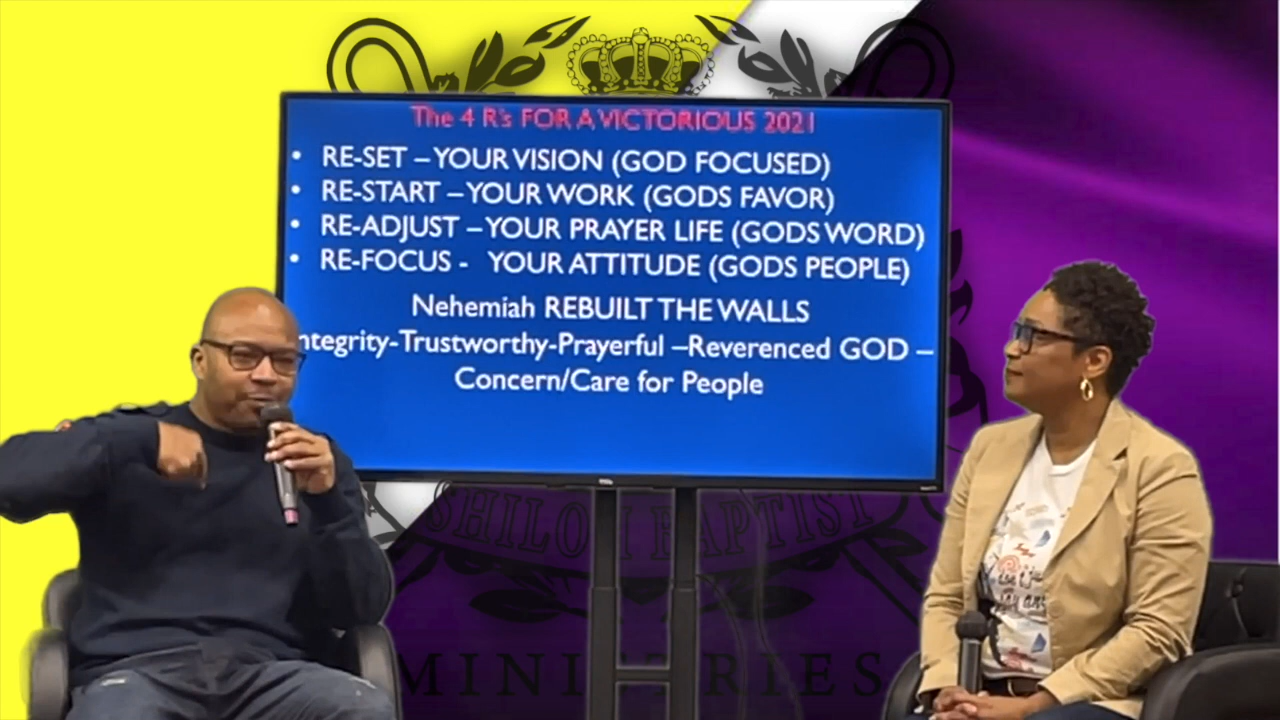 The 4 R's FOR A VICTORIOUS 2021
• RE-SET – YOUR VISION (GOD FOCUSED)
• RE-START – YOUR WORK (GODS FAVOR)
• RE-ADJUST – YOUR PRAYER LIFE (GODS WORD)
• RE-FOCUS - YOUR ATTITUDE (GODS PEOPLE)
Nehemiah REBUILT THE WALLS
ntegrity-Trustworthy-Prayerful –Reverenced GOD –
Concern/Care for People
TCL
SHILOH BAPTIST
MINISTRIES